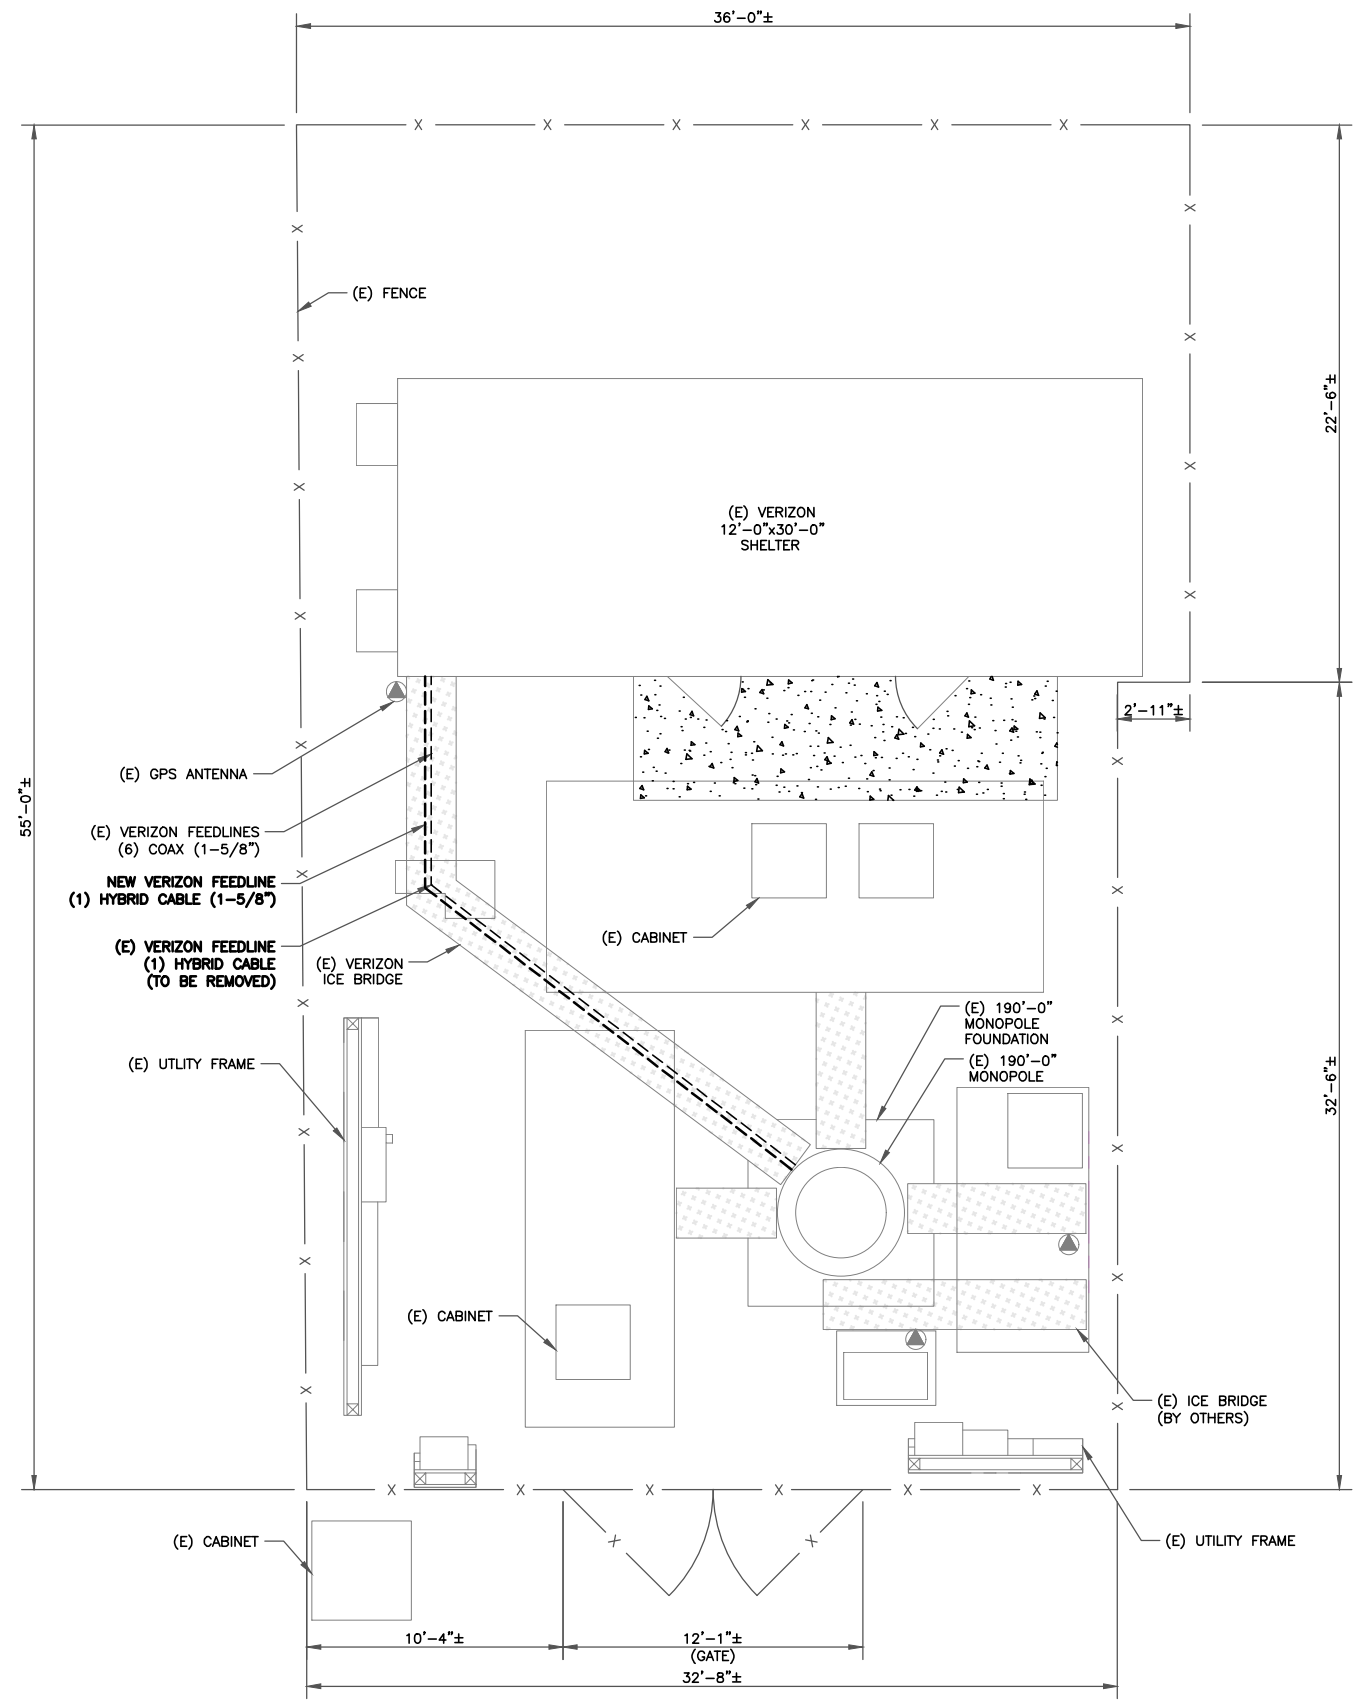 36'-0"±
(E) FENCE
22'-6"±
(E) VERIZON
12'-0"x30'-0"
SHELTER
2'-11"±
(E) GPS ANTENNA
55'-0"±
(E) VERIZON FEEDLINES
(6) COAX (1-5/8")
NEW VERIZON FEEDLINE
(1) HYBRID CABLE (1-5/8")
(E) CABINET
(E) VERIZON FEEDLINE
(1) HYBRID CABLE
(TO BE REMOVED)
(E) VERIZON
ICE BRIDGE
(E) 190'-0"
MONOPOLE
FOUNDATION
(E) 190'-0"
MONOPOLE
(E) UTLITY FRAME
32'-6"±
(E) CABINET
(E) ICE BRIDGE
(BY OTHERS)
(E) CABINET
(E) UTILITY FRAME
10'-4"±
12'-1"±
(GATE)
32'-8"±